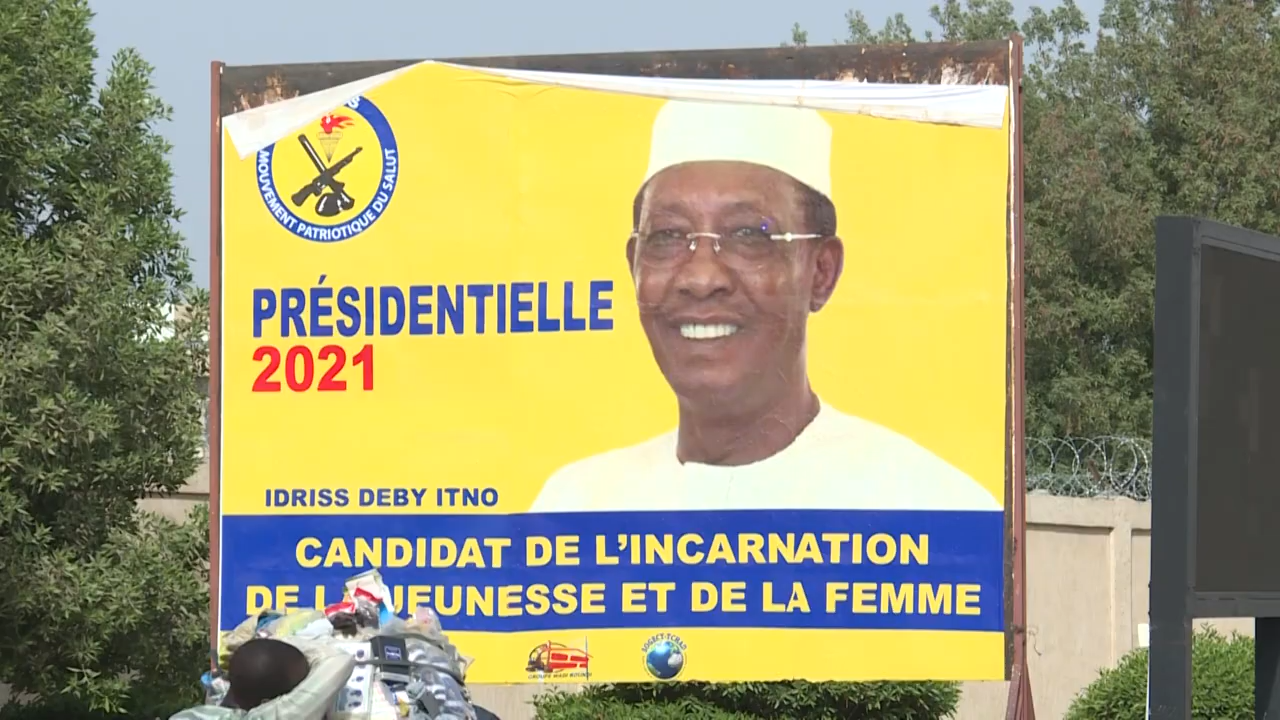 MOUVEMENT PATRIOTIQUE DU SALUT
PRÉSIDENTIELLE
2021
IDRISS DEBY ITNO
CANDIDAT DE L'INCARNATION
DE LA JEUNESSE ET DE LA FEMME